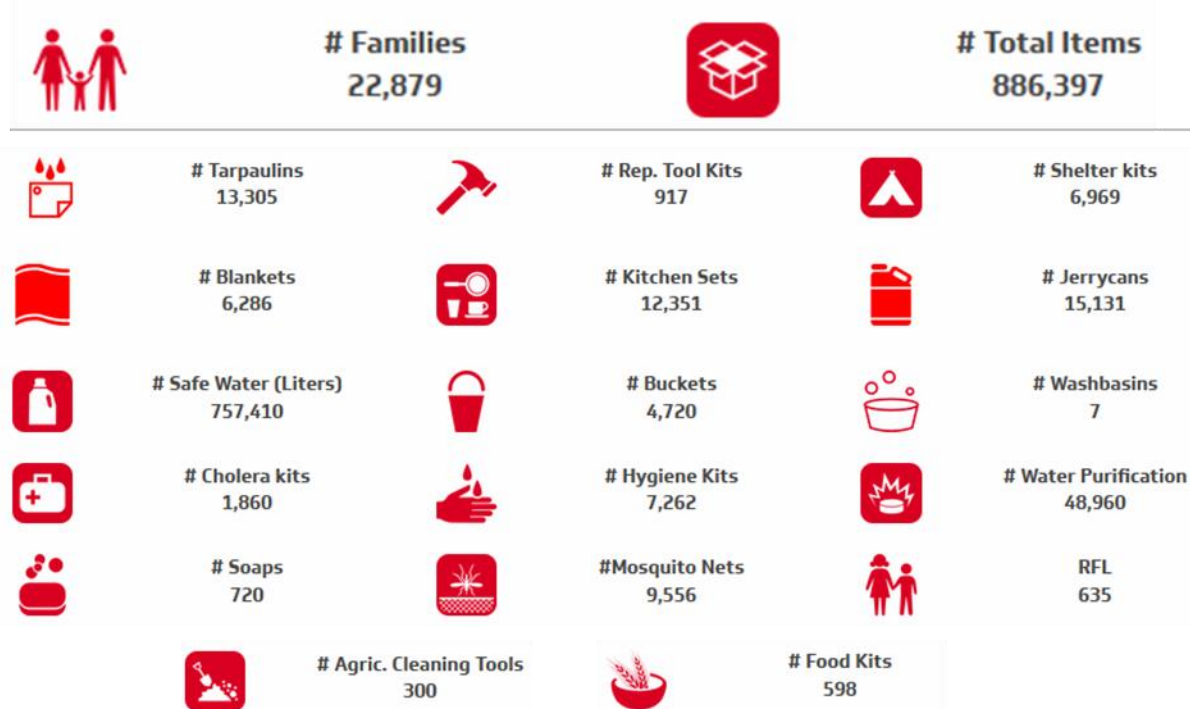 # Families
22,879
# Total Items
886,397
# Tarpaulins
13,305
# Rep. Tool Kits
917
# Shelter kits
6,969
# Blankets
6,286
# Kitchen Sets
12,351
# Jerrycans
15,131
# Safe Water (Liters)
757,410
# Buckets
4,720
# Washbasins
7
# Cholera kits
1,860
# Hygiene Kits
7,262
# Water Purification
48,960
# Soaps
720
#Mosquito Nets
9,556
RFL
635
# Agric. Cleaning Tools
300
# Food Kits
598